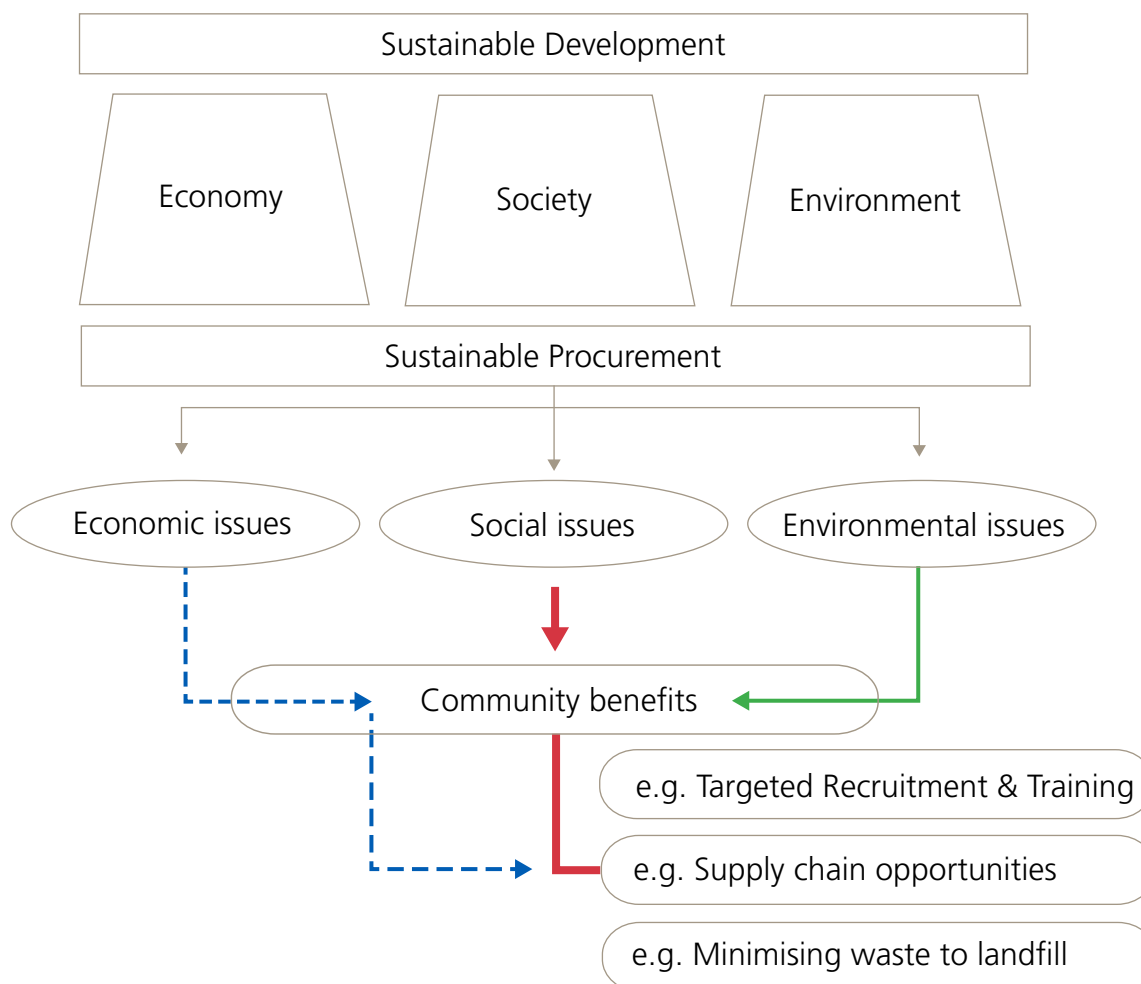 Sustainable Development
Economy
Society
Environment
Sustainable Procurement
Economic issues
Social issues
Environmental issues
Community benefits
e.g. Targeted Recruitment & Training
e.g. Supply chain opportunities
e.g. Minimising waste to landfill